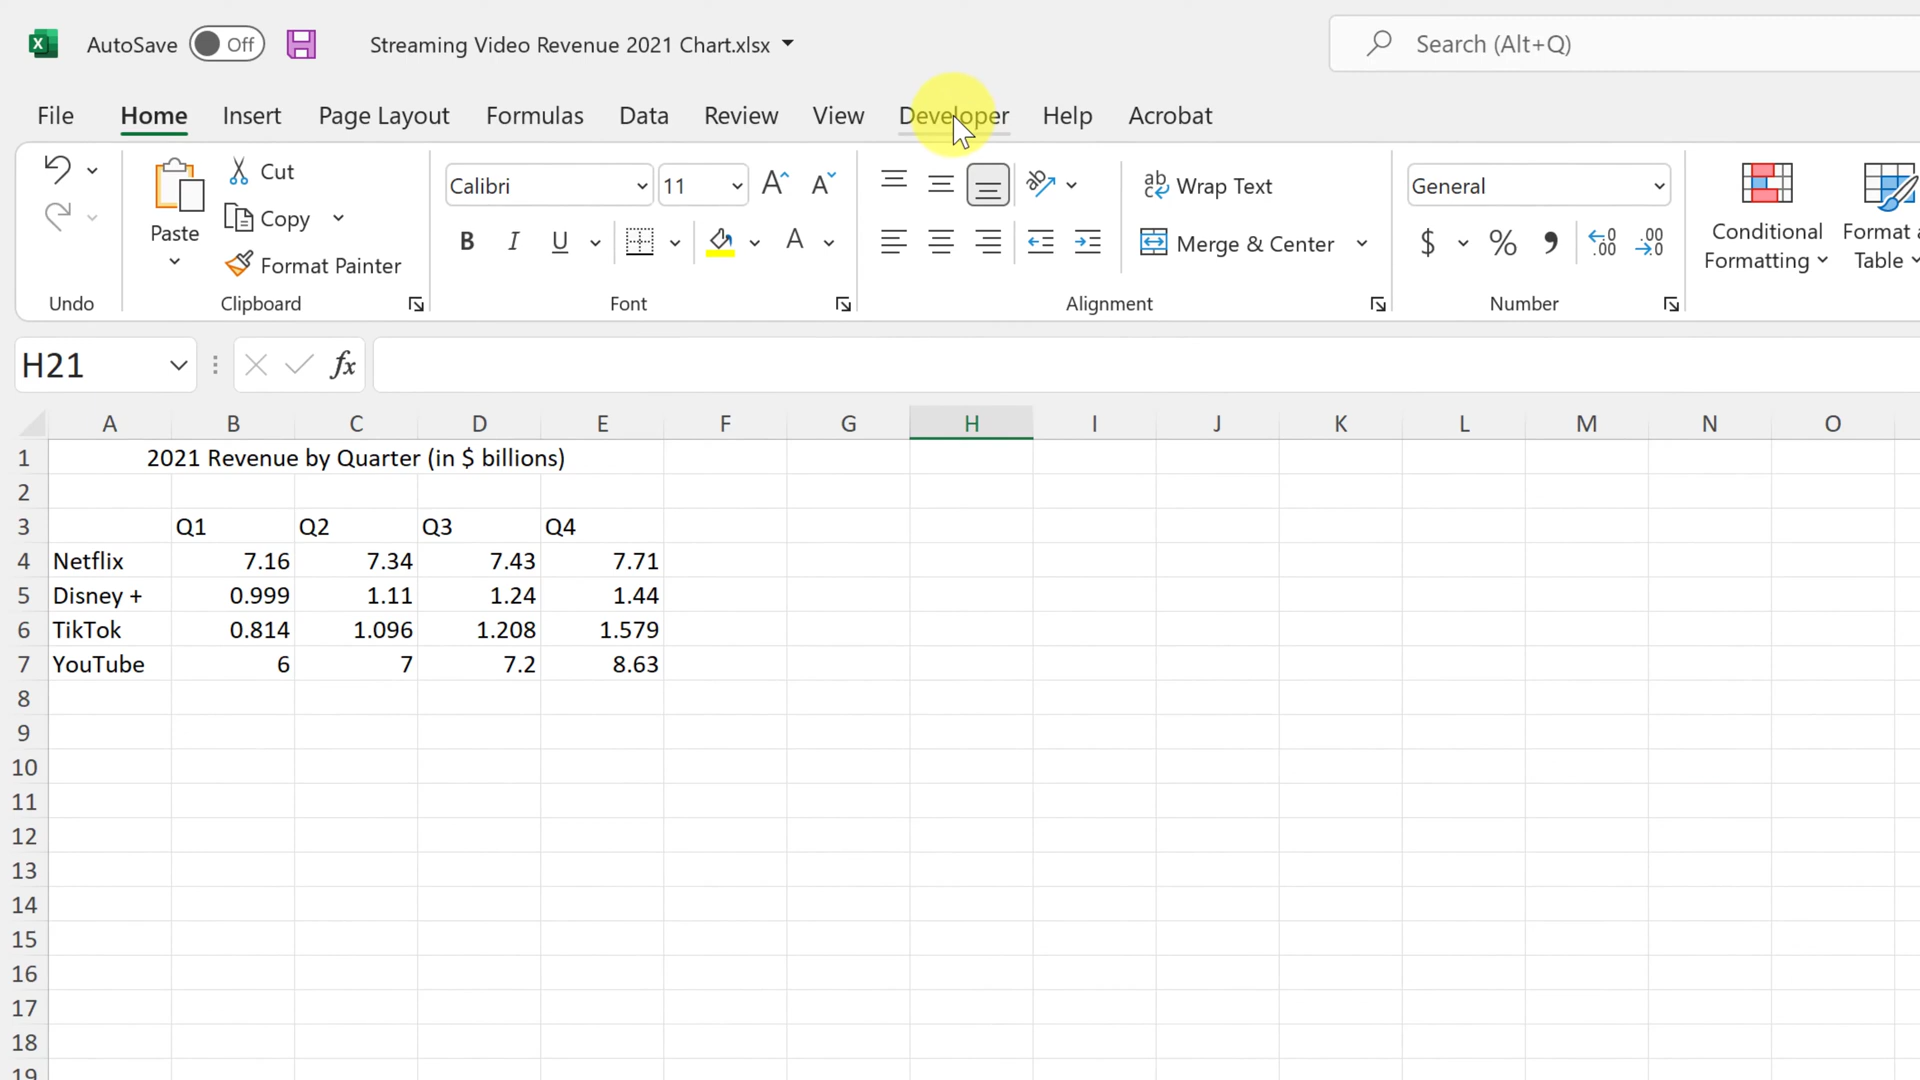 AutoSave Off Streaming Video Revenue 2021 Chart.xlsx Search (Alt+Q)
File Home Insert Page Layout Formulas Data Review View Developer Help Acrobat
Cut
Copy
Format Painter
Paste
Undo
Clipboard
Calibri 11
B I U A
Font
Wrap Text
Merge & Center
Alignment
General
$ %
Number
Conditional
Formatting
Format a
Table
H21 fx
A B C D E F G H I J K L M N O
1 2021 Revenue by Quarter (in $ billions)
2
3 Q1 Q2 Q3 Q4
4 Netflix 7.16 7.34 7.43 7.71
5 Disney + 0.999 1.11 1.24 1.44
6 TikTok 0.814 1.096 1.208 1.579
7 YouTube 6 7 7.2 8.63
8
9
10
11
12
13
14
15
16
17
18
19